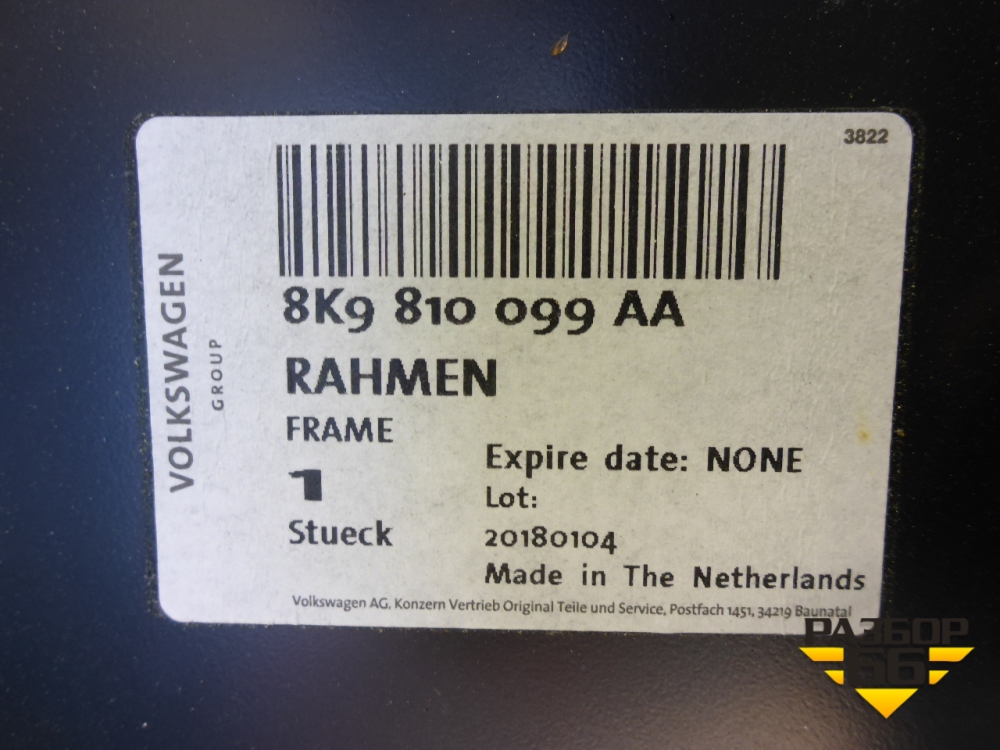 3822
VOLKSWAGEN
GROUP
8K9 810 099 AA
RAHMEN
FRAME
1
Stueck
Expire date: NONE
Lot:
20180104
Made in The Netherlands
Volkswagen AG, Konzern Vertrieb Original Teile und Service, Postfach 1451, 34219 Baunatal
РАЗБОР
66